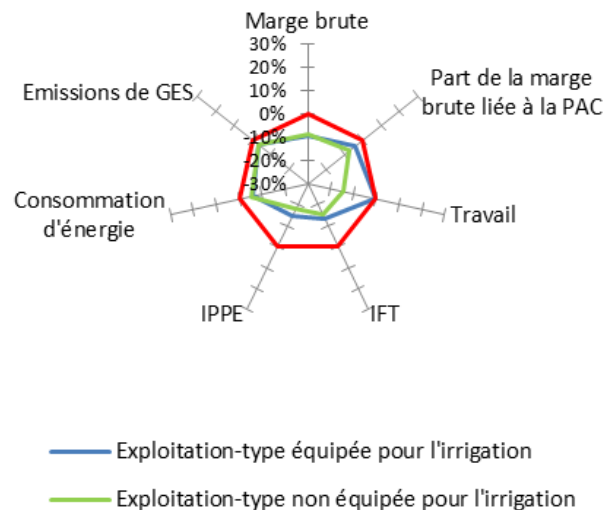 Marge brute
30%
20%
10%
0%
-10%
-20%
-30%
Part de la marge
brute liée à la PAC
Travail
IFT
IPPE
Consommation
d'énergie
Emissions de GES
Exploitation-type équipée pour l'irrigation
Exploitation-type non équipée pour l'irrigation